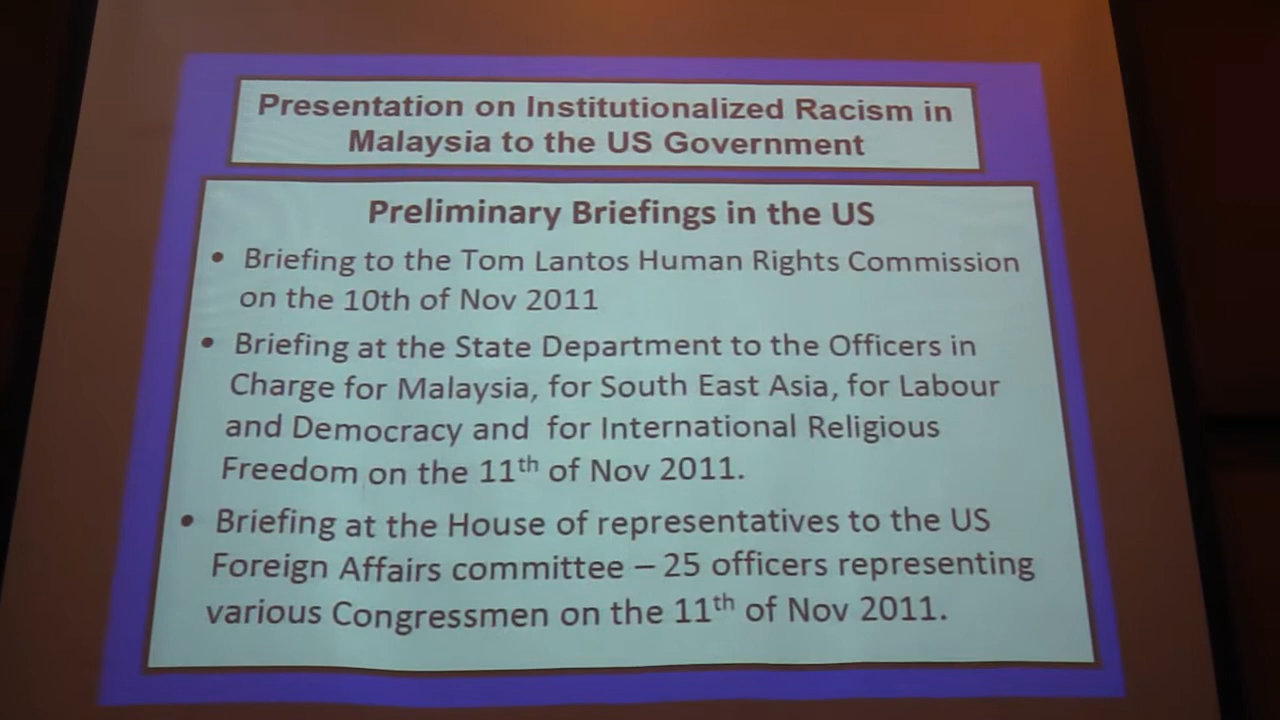 Presentation on Institutionalized Racism in
Malaysia to the US Government
Preliminary Briefings in the US
• Briefing to the Tom Lantos Human Rights Commission
on the 10th of Nov 2011
• Briefing at the State Department to the Officers in
Charge for Malaysia, for South East Asia, for Labour
and Democracy and for International Religious
Freedom on the 11th of Nov 2011.
• Briefing at the House of representatives to the US
Foreign Affairs committee – 25 officers representing
various Congressmen on the 11th of Nov 2011.